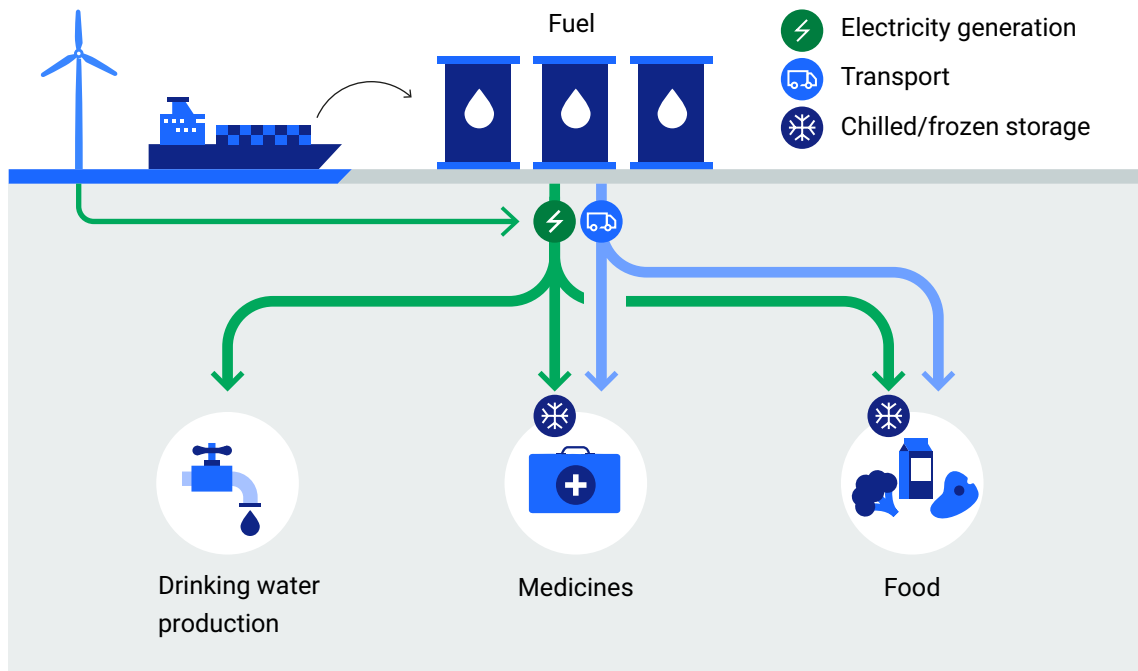 Fuel
Electricity generation
Transport
Chilled/frozen storage
Drinking water
production
Medicines
Food